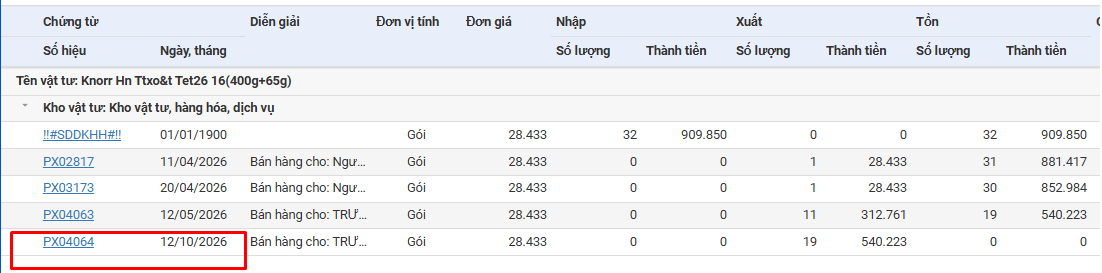 Chứng từ Diễn giải Đơn vị tính Đơn giá Nhập Xuất Tồn
Số hiệu Ngày, tháng Số lượng Thành tiền Số lượng Thành tiền Số lượng Thành tiền
Tên vật tư: Knorr Hn Ttxo&t Tet26 16(400g+65g)
Kho vật tư: Kho vật tư, hàng hóa, dịch vụ
!!#SDDKHH#!! 01/01/1900 Gói 28.433 32 909.850 0 0 32 909.850
PX02817 11/04/2026 Bán hàng cho: Ngư... Gói 28.433 0 0 1 28.433 31 881.417
PX03173 20/04/2026 Bán hàng cho: Ngư... Gói 28.433 0 0 1 28.433 30 852.984
PX04063 12/05/2026 Bán hàng cho: TRƯ... Gói 28.433 0 0 11 312.761 19 540.223
PX04064 12/10/2026 Bán hàng cho: TRƯ... Gói 28.433 0 0 19 540.223 0 0